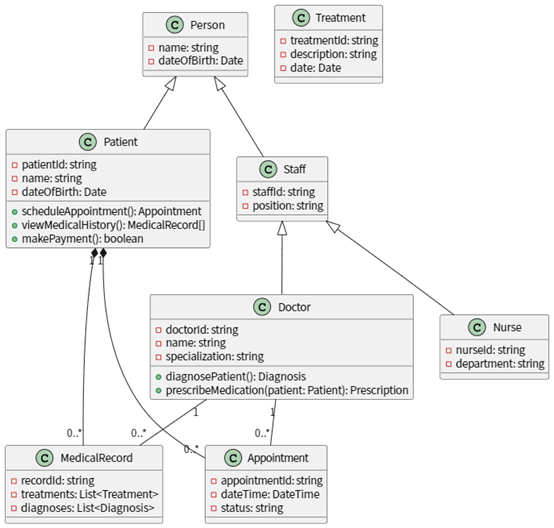 C Person
name: string
dateOfBirth: Date
C Treatment
treatmentId: string
description: string
date: Date
C Patient
patientId: string
name: string
dateOfBirth: Date
scheduleAppointment(): Appointment
viewMedicalHistory(): MedicalRecord[]
makePayment(): boolean
C Staff
staffId: string
position: string
1
1
C Doctor
doctorId: string
name: string
specialization: string
diagnosePatient(): Diagnosis
prescribeMedication(patient: Patient): Prescription
C Nurse
nurseId: string
department: string
1
1
0..*
0..*
0..*
0..*
C MedicalRecord
recordId: string
treatments: List<Treatment>
diagnoses: List<Diagnosis>
C Appointment
appointmentId: string
dateTime: DateTime
status: string